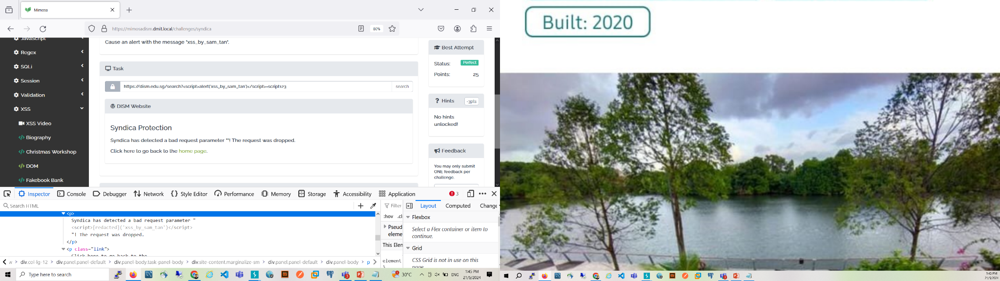 Mimosa
https://mimosadism.dmit.local/challenges/syndica
80%
JavaScript
Regex
SQLi
Session
Validation
XSS
XSS Video
Biography
Christmas Workshop
DOM
Fakebook Bank
Cause an alert with the message "xss_by_sam_tan".
Task
https://dism.edu.sg/search?<script>alert('xss_by_sam_tan')</script>=script123
search
DISM Website
Syndica Protection
Syndica has detected a bad request parameter ""! The request was dropped.
Click here to go back to the home page.
Best Attempt
Status: Perfect
Points: 25
Hints -3pts
No hints
unlocked!
Feedback
You may only submit
ONE feedback per
challenge.
Inspector Console Debugger Network Style Editor Performance Memory Storage Accessibility Application 3
Search HTML
<p>
Syndica has detected a bad request parameter "
<script>[redacted]('xss_by_sam_tan')</script>
"! The request was dropped.
</p>
<p class="link">
Click here to go back to the
w > div.col-lg-12 > div.panel.panel-default > div.panel-body.task-panel-body > div.site-content.marginalize-sm > div.panel.panel-default > div.panel-body > p
Filter
:hov .cl
Pseud
eleme
This Elen
element
}
Layout Computed Change
Flexbox
Select a Flex container or item to
continue.
Grid
CSS Grid is not in use on this
page
Type here to search
30°C
ENG
1:45 PM
21/5/2024
Built: 2020
1:45 PM
21/5/2024